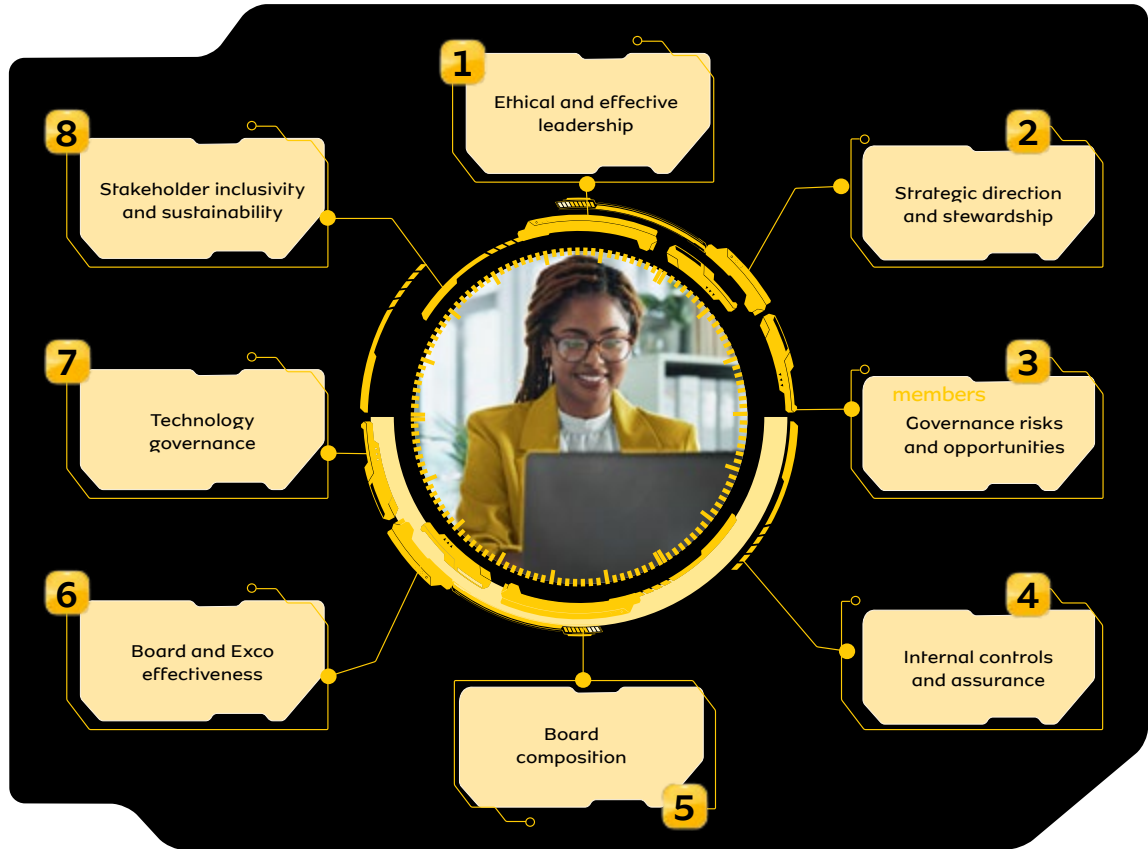 1
Ethical and effective
leadership
2
Strategic direction
and stewardship
3
members
Governance risks
and opportunities
4
Internal controls
and assurance
5
Board
composition
6
Board and Exco
effectiveness
7
Technology
governance
8
Stakeholder inclusivity
and sustainability